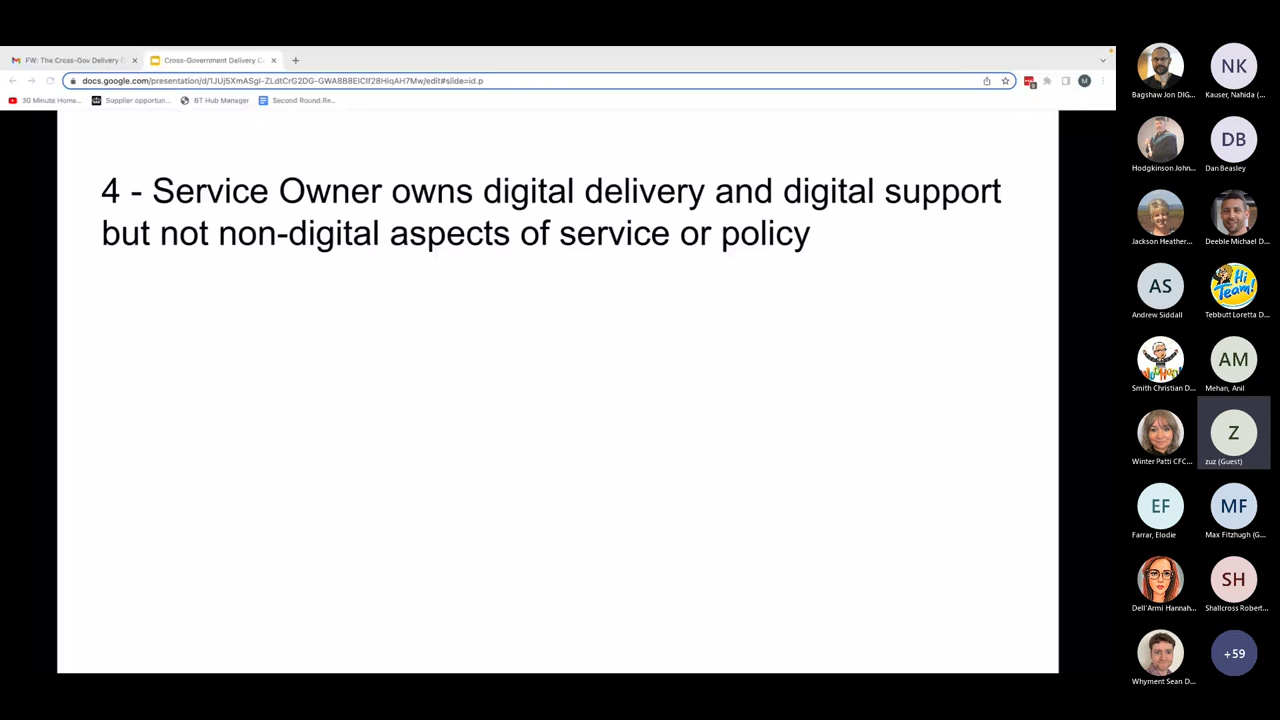 FW: The Cross-Gov Delivery C
Cross-Government Delivery C
docs.google.com/presentation/d/1JUj5XmASgI-ZLdtCrG2DG-GWA8B8EICIf28HiqAH7Mw/edit#slide=id.p
30 Minute Home...
Supplier opportun...
BT Hub Manager
Second Round Re...
4 - Service Owner owns digital delivery and digital support
but not non-digital aspects of service or policy
Bagshaw Jon DIG...
NK
Kauser, Nahida (...
Hodgkinson John...
DB
Dan Beasley
Jackson Heather...
Deeble Michael D...
AS
Andrew Siddall
Hi
Team!
Tebbutt Loretta D...
Smith Christian D...
AM
Mehan, Anil
Winter Patti CFC...
Z
zuz (Guest)
EF
Farrar, Elodie
MF
Max Fitzhugh (G...
Dell'Armi Hannah...
SH
Shallcross Robert...
Whyment Sean D...
+59